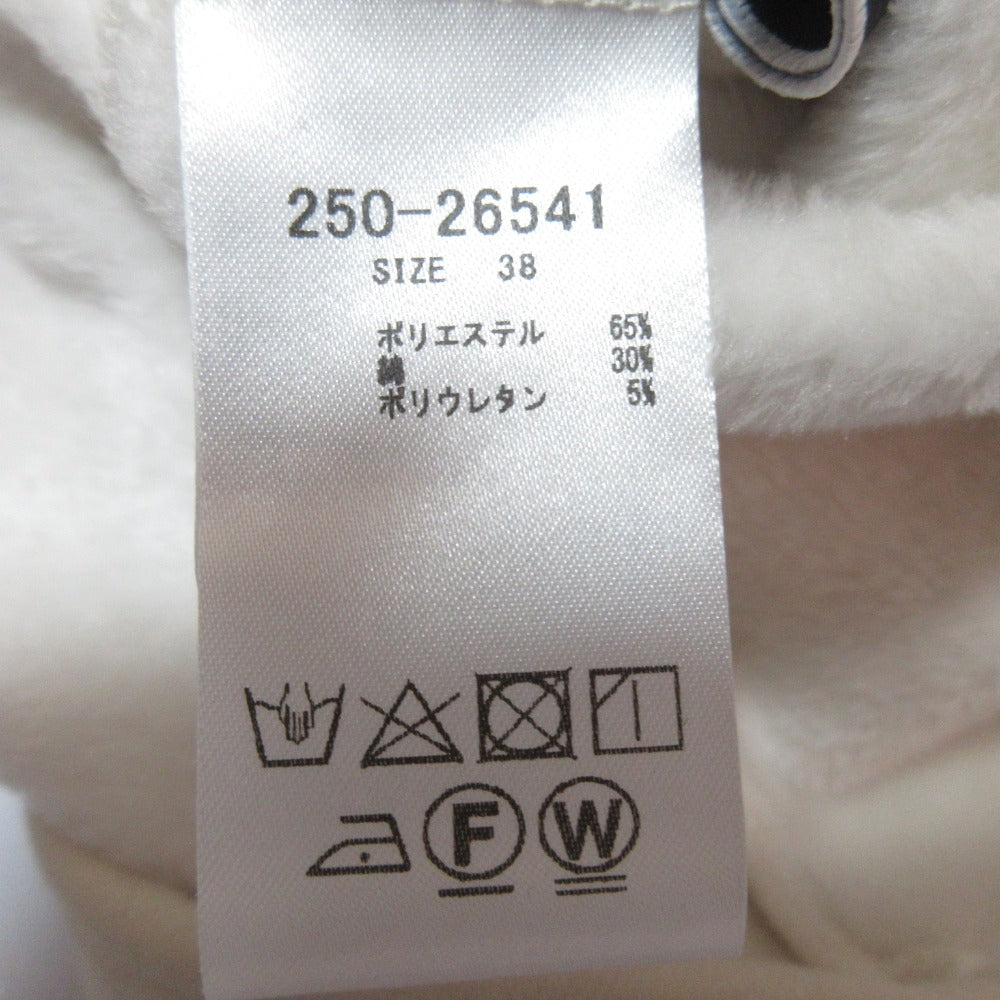 250-26541
SIZE 38
ポリエステル 65%
綿 30%
ポリウレタン 5%
F W